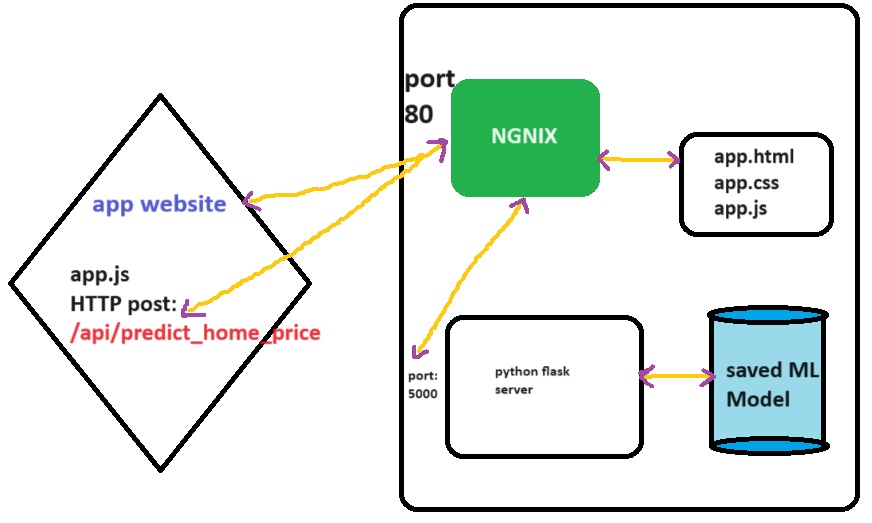 port
80
NGNIX
app.html
app.css
app.js
app website
app.js
HTTP post:
/api/predict_home_price
port:
5000
python flask
server
saved ML
Model